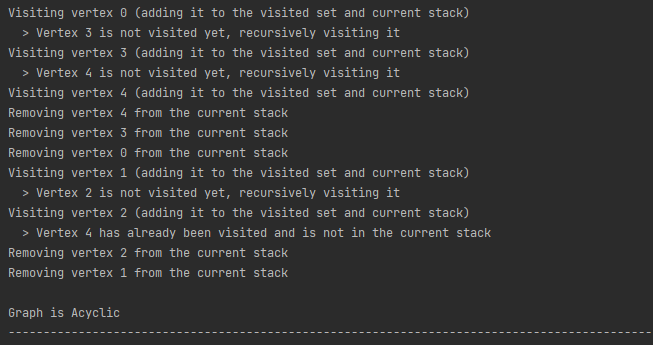 Visiting vertex 0 (adding it to the visited set and current stack)
  > Vertex 3 is not visited yet, recursively visiting it
Visiting vertex 3 (adding it to the visited set and current stack)
  > Vertex 4 is not visited yet, recursively visiting it
Visiting vertex 4 (adding it to the visited set and current stack)
Removing vertex 4 from the current stack
Removing vertex 3 from the current stack
Removing vertex 0 from the current stack
Visiting vertex 1 (adding it to the visited set and current stack)
  > Vertex 2 is not visited yet, recursively visiting it
Visiting vertex 2 (adding it to the visited set and current stack)
  > Vertex 4 has already been visited and is not in the current stack
Removing vertex 2 from the current stack
Removing vertex 1 from the current stack

Graph is Acyclic
--------------------------------------------------------------------------------------------